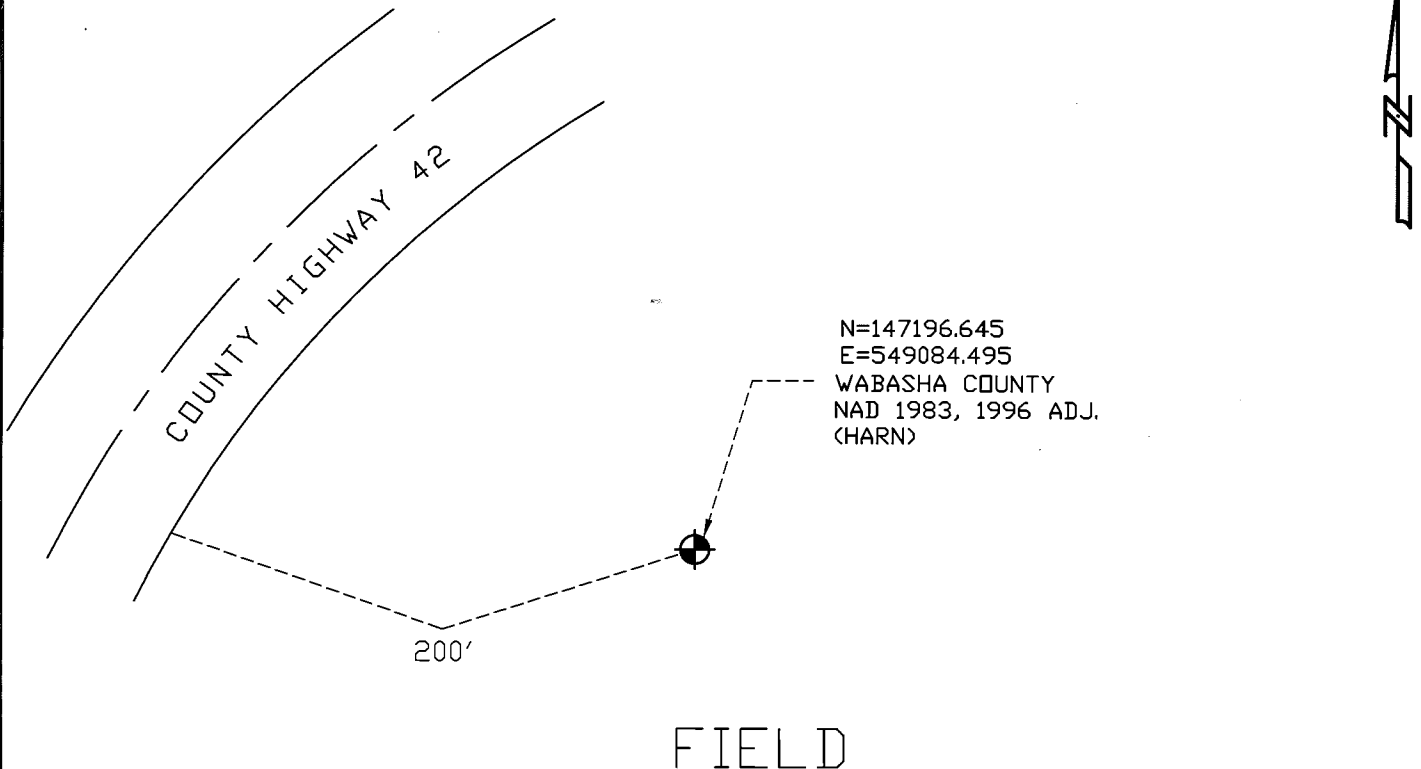 N
COUNTY HIGHWAY 42
N=147196.645
E=549084.495
WABASHA COUNTY
NAD 1983, 1996 ADJ.
(HARN)
200'
FIELD